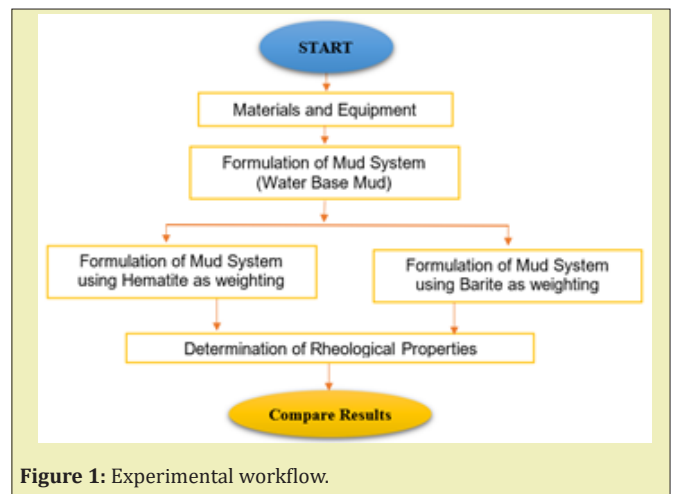 START
Materials and Equipment
Formulation of Mud System
(Water Base Mud)
Formulation of Mud System
using Hematite as weighting
Formulation of Mud System
using Barite as weighting
Determination of Rheological Properties
Compare Results
Figure 1: Experimental workflow.